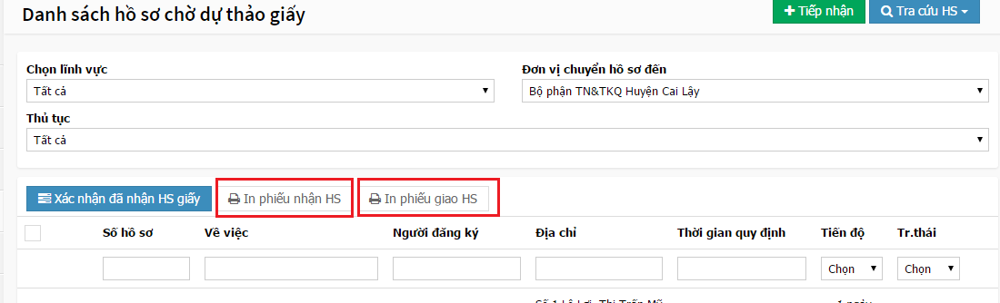 Danh sách hồ sơ chờ dự thảo giấy
Tiếp nhận
Tra cứu HS
Chọn lĩnh vực
Đơn vị chuyển hồ sơ đến
Tất cả
Bộ phận TN&TKQ Huyện Cai Lậy
Thủ tục
Tất cả
Xác nhận đã nhận HS giấy
In phiếu nhận HS
In phiếu giao HS
Số hồ sơ
Về việc
Người đăng ký
Địa chỉ
Thời gian quy định
Tiến độ
Tr.thái
Chọn
Chọn